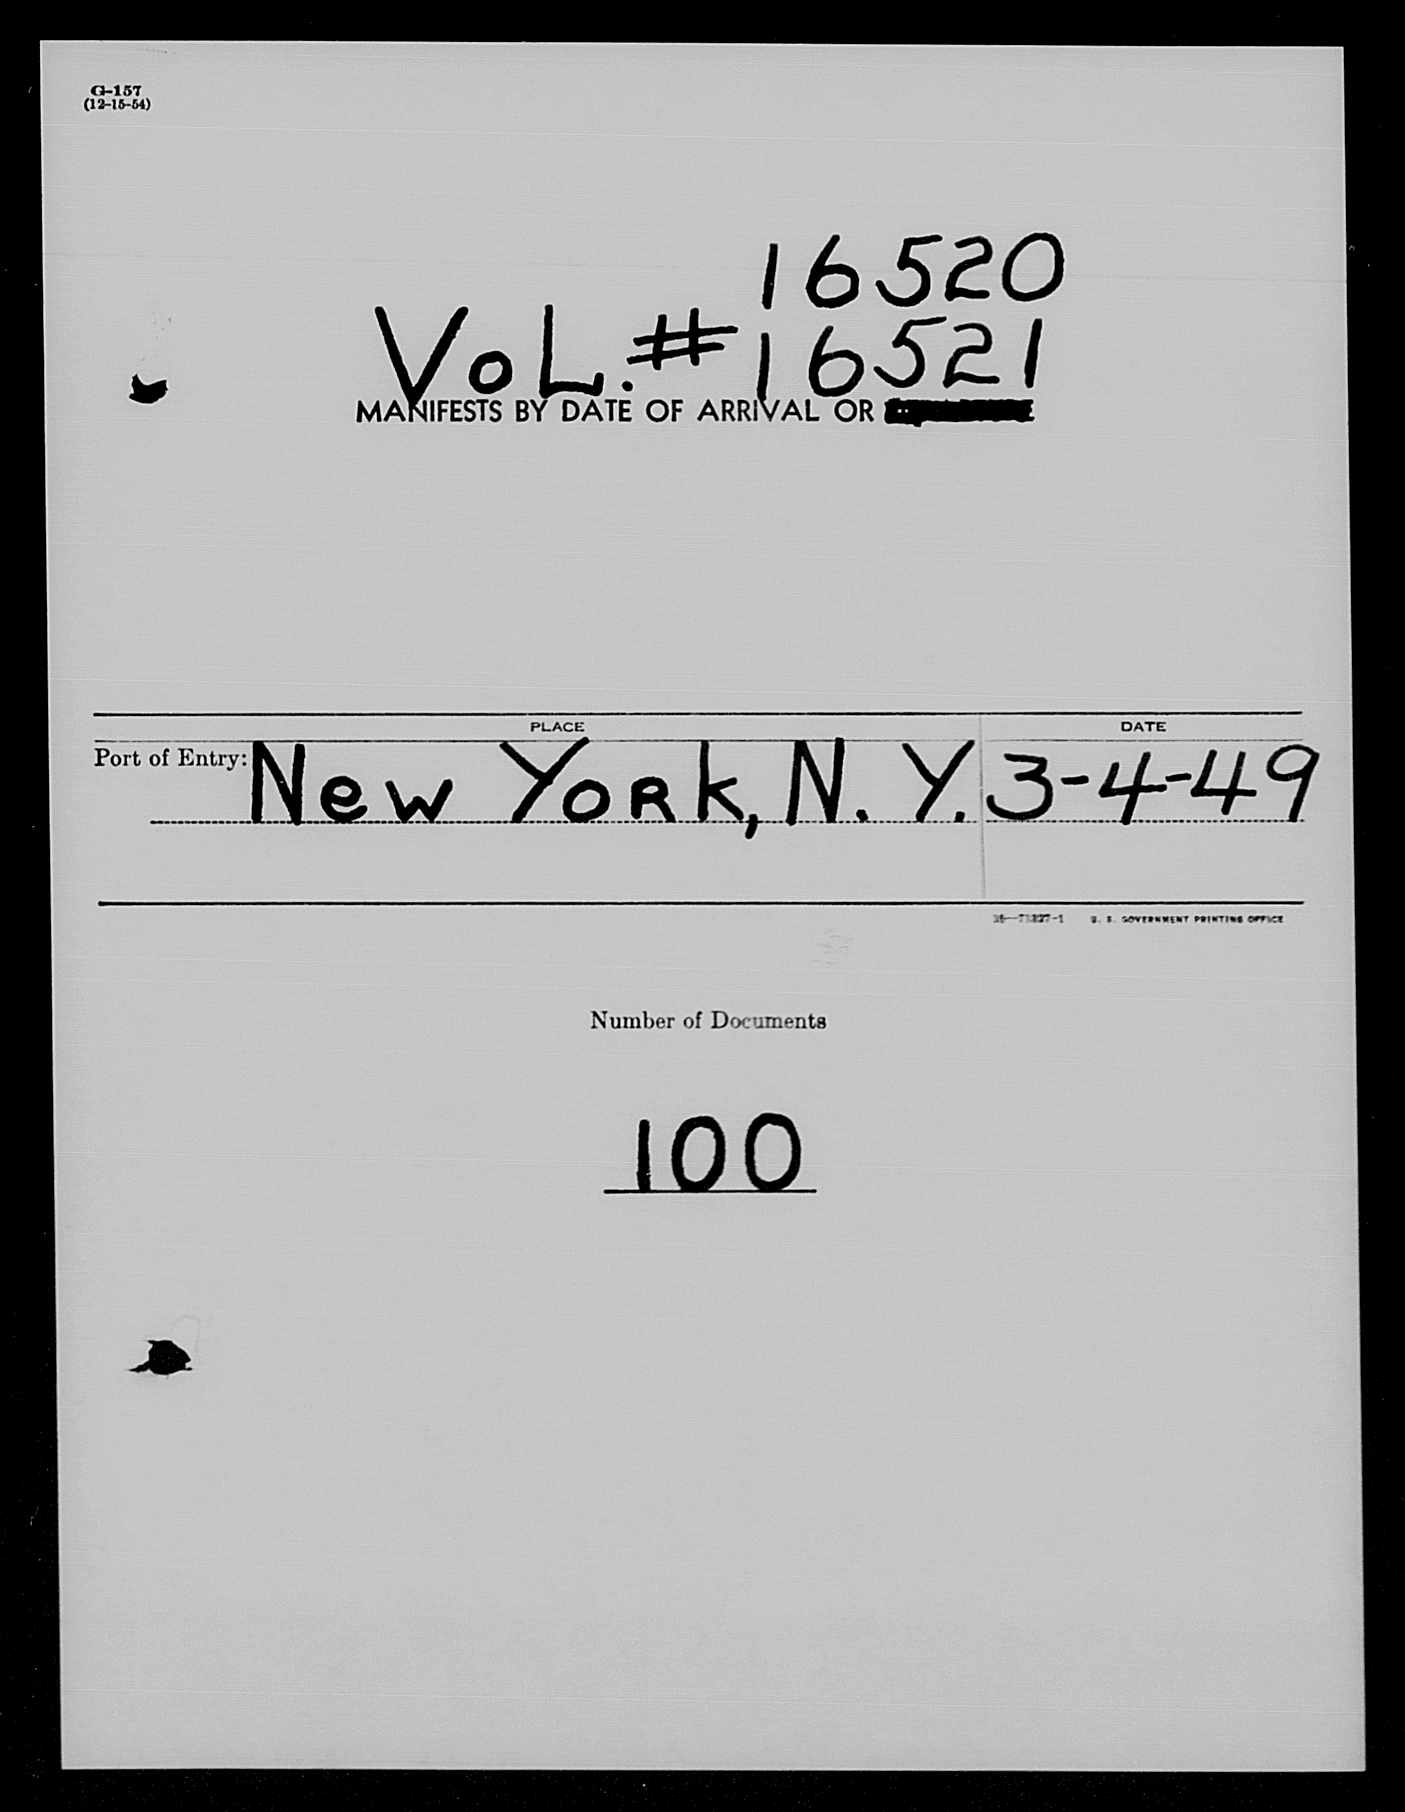 G-157
(12-15-54)
16520
VOL. # 16521
MANIFESTS BY DATE OF ARRIVAL OR
PLACE DATE
Port of Entry: New York, N. Y. 3-4-49
U. S. GOVERNMENT PRINTING OFFICE
Number of Documents
100